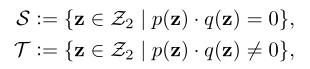 𝒮 := {𝐳 ∈ 𝒵₂ | p(𝐳) · q(𝐳) = 0},
𝒯 := {𝐳 ∈ 𝒵₂ | p(𝐳) · q(𝐳) ≠ 0},